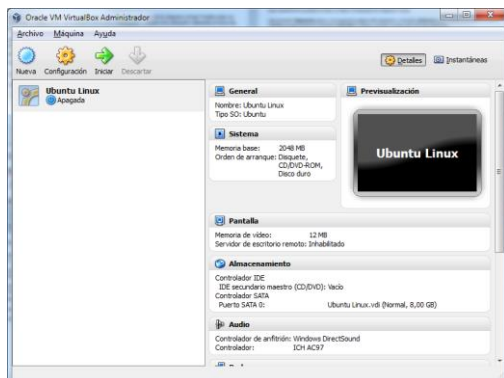 Oracle VM VirtualBox Administrador
Archivo Máquina Ayuda
Nueva Configuración Iniciar Descartar
Detalles Instantáneas
Ubuntu Linux
Apagada
General
Nombre: Ubuntu Linux
Tipo SO: Ubuntu
Sistema
Memoria base: 2048 MB
Orden de arranque: Disquete,
CD/DVD-ROM,
Disco duro
Previsualización
Ubuntu Linux
Pantalla
Memoria de vídeo: 12 MB
Servidor de escritorio remoto: Inhabilitado
Almacenamiento
Controlador IDE
IDE secundario maestro (CD/DVD): Vacío
Controlador SATA
Puerto SATA 0: Ubuntu Linux.vdi (Normal, 8,00 GB)
Audio
Controlador de anfitrión: Windows DirectSound
Controlador: ICH AC97